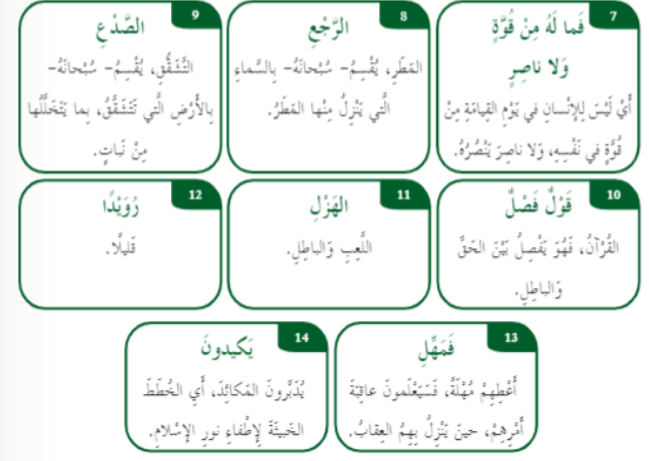 7
فَما لَهُ مِنْ قُوَّةٍ
وَلا ناصِرٍ
أَيْ لَيْسَ لِلإِنْسانِ في يَوْمِ القِيامَةِ مِنْ
قُوَّةٍ في نَفْسِهِ، وَلا ناصِرَ يَنْصُرُهُ.
8
الرَّجْعِ
المَطَرِ، يُقْسِمُ- سُبْحانَهُ- بِالسَّماءِ
الَّتي يَنْزِلُ مِنْها المَطَرُ.
9
الصَّدْعِ
التَّشَقُّقِ، يُقْسِمُ- سُبْحانَهُ-
بِالأَرْضِ الَّتي تَتَشَقَّقُ، بِما يَتَخَلَّلُها
مِنْ نَباتٍ.
10
قَوْلٌ فَصْلٌ
القُرْآنُ، فَهُوَ يَفْصِلُ بَيْنَ الحَقِّ
وَالباطِلِ.
11
الهَزْلِ
اللَّعِبِ وَالباطِلِ.
12
رُوَيْدًا
قَليلًا.
13
فَمَهِّلِ
أَعْطِهِمْ مُهْلَةً، فَسَيَعْلَمونَ عاقِبَةَ
أَمْرِهِمْ، حينَ يَنْزِلُ بِهِمُ العِقابُ.
14
يَكيدونَ
يُدَبِّرونَ المَكائِدَ، أَيِ الخُطَطَ
الخَبيثَةَ لِإِطْفاءِ نورِ الإِسْلامِ.